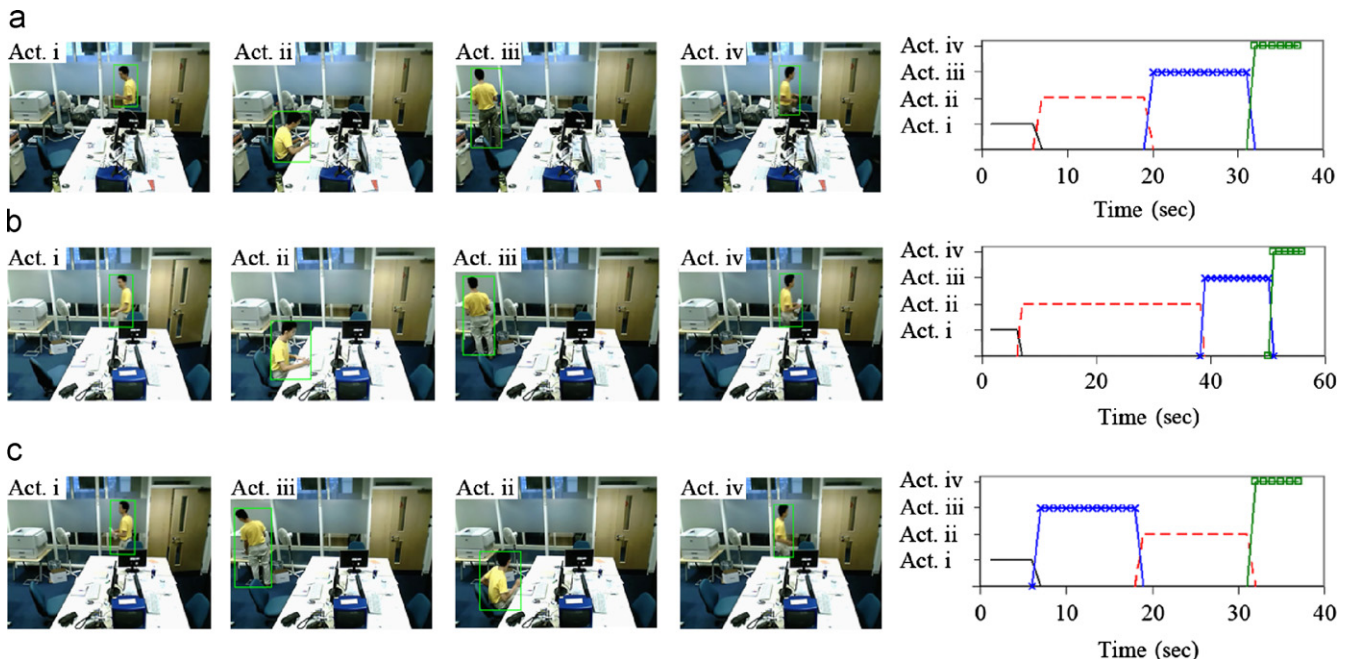 a
Act. i
Act. ii
Act. iii
Act. iv
Act. iv
Act. iii
Act. ii
Act. i
0 10 20 30 40
Time (sec)
b
Act. i
Act. ii
Act. iii
Act. iv
Act. iv
Act. iii
Act. ii
Act. i
0 20 40 60
Time (sec)
c
Act. i
Act. iii
Act. ii
Act. iv
Act. iv
Act. iii
Act. ii
Act. i
0 10 20 30 40
Time (sec)